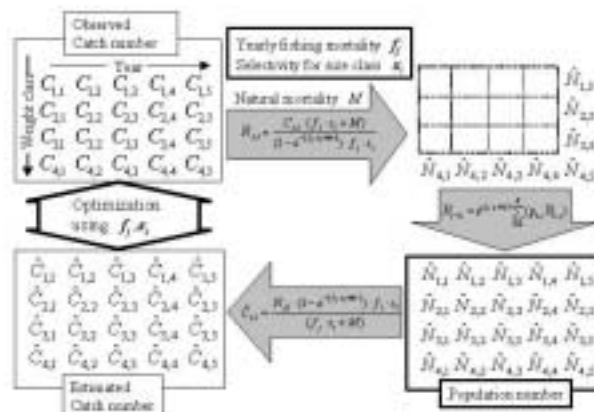 Observed
Catch number
Year
Weight class
C1,1 C1,2 C1,3 C1,4 C1,5
C2,1 C2,2 C2,3 C2,4 C2,5
C3,1 C3,2 C3,3 C3,4 C3,5
C4,1 C4,2 C4,3 C4,4 C4,5
Yearly fishing mortality fj
Selectivity for size class si
Natural mortality M
N̂1,5
N̂2,5
N̂3,5
N̂4,1 N̂4,2 N̂4,3 N̂4,4 N̂4,5
Optimization
using fj, si
Ĉ1,1 Ĉ1,2 Ĉ1,3 Ĉ1,4 Ĉ1,5
Ĉ2,1 Ĉ2,2 Ĉ2,3 Ĉ2,4 Ĉ2,5
Ĉ3,1 Ĉ3,2 Ĉ3,3 Ĉ3,4 Ĉ3,5
Ĉ4,1 Ĉ4,2 Ĉ4,3 Ĉ4,4 Ĉ4,5
Estimated
Catch number
N̂1,1 N̂1,2 N̂1,3 N̂1,4 N̂1,5
N̂2,1 N̂2,2 N̂2,3 N̂2,4 N̂2,5
N̂3,1 N̂3,2 N̂3,3 N̂3,4 N̂3,5
N̂4,1 N̂4,2 N̂4,3 N̂4,4 N̂4,5
Population number